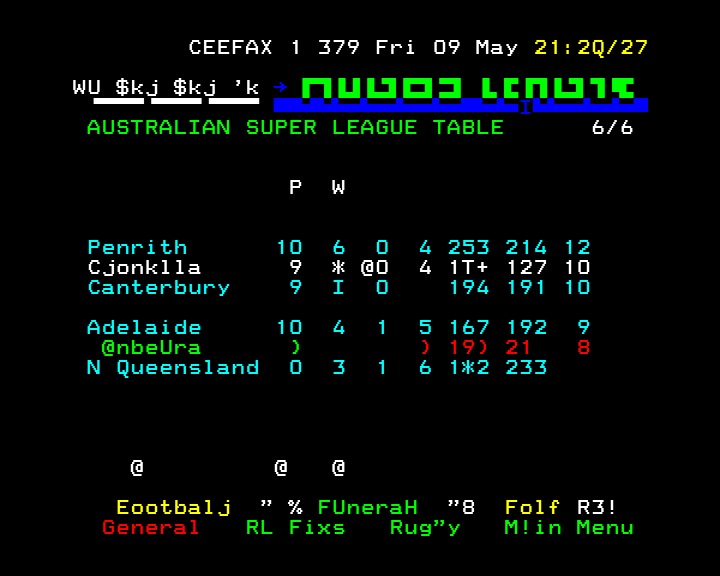 CEEFAX 1 379 Fri 09 May 21:2Q/27
WU $kj $kj ’k →
AUSTRALIAN SUPER LEAGUE TABLE 6/6
P W
Penrith 10 6 0 4 253 214 12
Cjonklla 9 * @0 4 1T+ 127 10
Canterbury 9 I 0 194 191 10
Adelaide 10 4 1 5 167 192 9
@nbeUra ) ) 19) 21 8
N Queensland 0 3 1 6 1*2 233
@ @ @
Eootbalj ” % FUneraH ”8 Folf R3!
General RL Fixs Rug”y M!in Menu